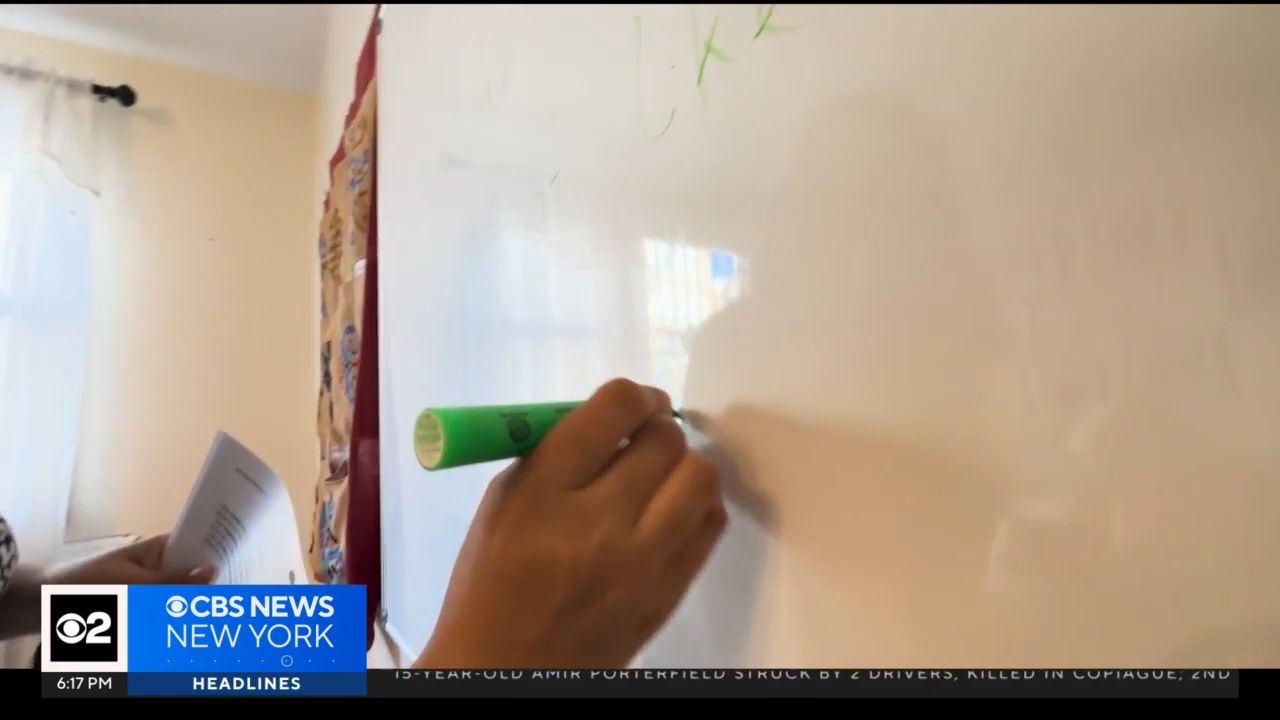 CBS NEWS
NEW YORK
2
6:17 PM
HEADLINES
15-YEAR-OLD AMIR PORTERFIELD STRUCK BY 2 DRIVERS, KILLED IN COPIAGUE; 2ND